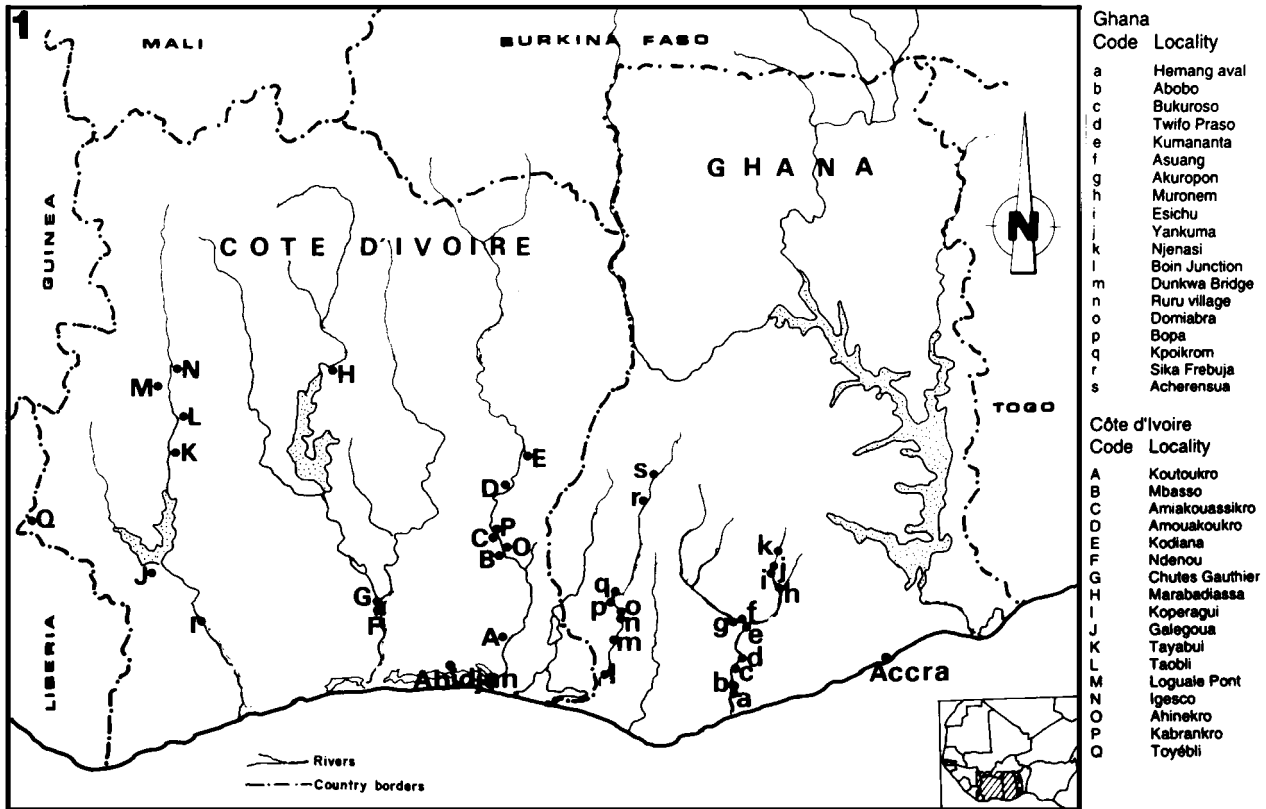 1
MALI
BURKINA FASO
GUINEA
COTE D'IVOIRE
GHANA
N
TOGO
LIBERIA
N
M
H
L
K
E
s
D
r
Q
P
C
O
B
k
J
j
i
h
G
q
p
o
I
F
n
f
g
e
A
m
d
Accra
c
l
b
Abidjan
a
Rivers
Country borders
Ghana
Code Locality
a Hemang aval
b Abobo
c Bukuroso
d Twifo Praso
e Kumananta
f Asuang
g Akuropon
h Muronem
i Esichu
j Yankuma
k Njenasi
l Boin Junction
m Dunkwa Bridge
n Ruru village
o Domiabra
p Bopa
q Kpoikrom
r Sika Frebuja
s Acherensua
Côte d'Ivoire
Code Locality
A Koutoukro
B Mbasso
C Amiakouassikro
D Amouakoukro
E Kodiana
F Ndenou
G Chutes Gauthier
H Marabadiassa
I Koperagui
J Galegoua
K Tayabui
L Taobli
M Loguale Pont
N Igesco
O Ahinekro
P Kabrankro
Q Toyébli